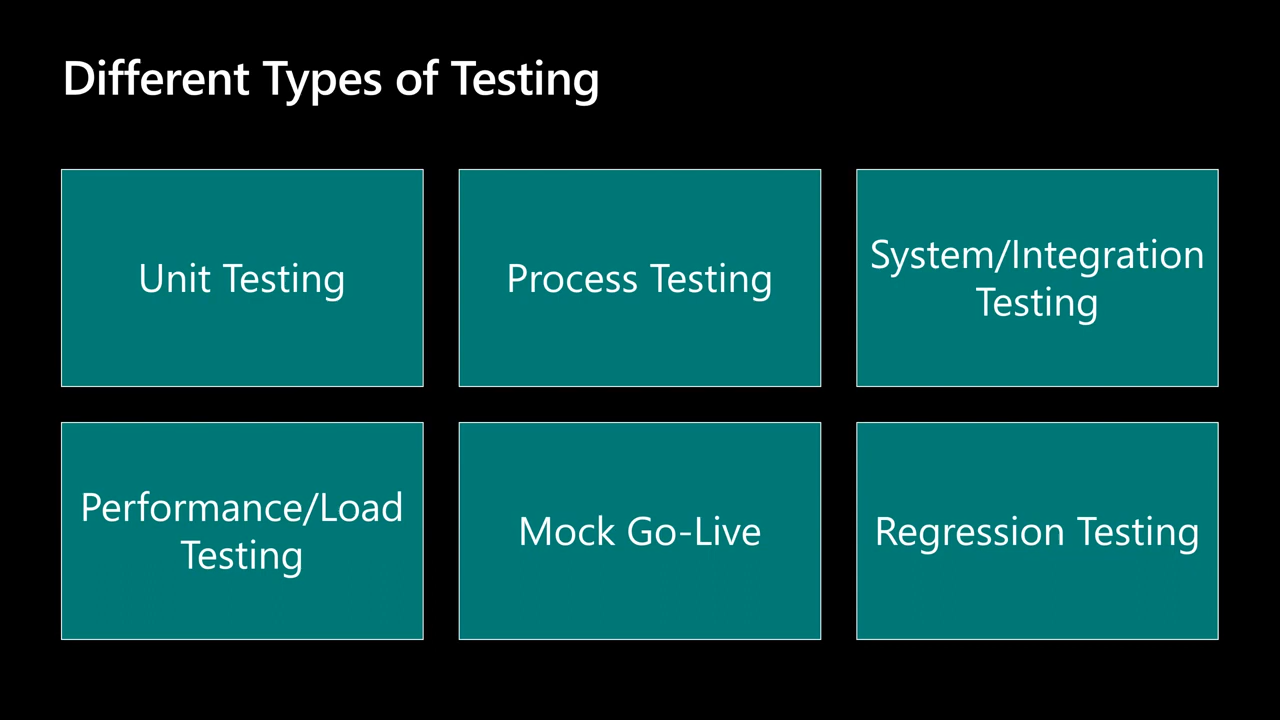 Different Types of Testing
Unit Testing
Process Testing
System/Integration
Testing
Performance/Load
Testing
Mock Go-Live
Regression Testing